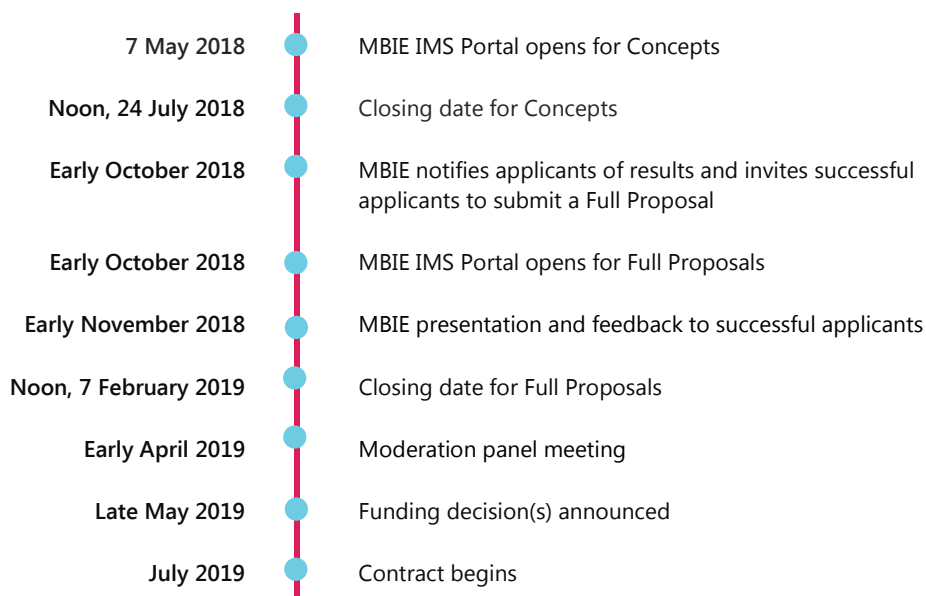 7 May 2018 MBIE IMS Portal opens for Concepts
Noon, 24 July 2018 Closing date for Concepts
Early October 2018 MBIE notifies applicants of results and invites successful
applicants to submit a Full Proposal
Early October 2018 MBIE IMS Portal opens for Full Proposals
Early November 2018 MBIE presentation and feedback to successful applicants
Noon, 7 February 2019 Closing date for Full Proposals
Early April 2019 Moderation panel meeting
Late May 2019 Funding decision(s) announced
July 2019 Contract begins